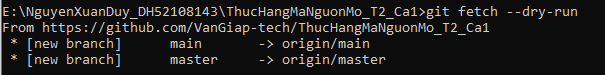 E:\NguyenXuanDuy_DH52108143\ThucHangMaNguonMo_T2_Ca1>git fetch --dry-run
From https://github.com/VanGiap-tech/ThucHangMaNguonMo_T2_Ca1
 * [new branch]      main       -> origin/main
 * [new branch]      master     -> origin/master